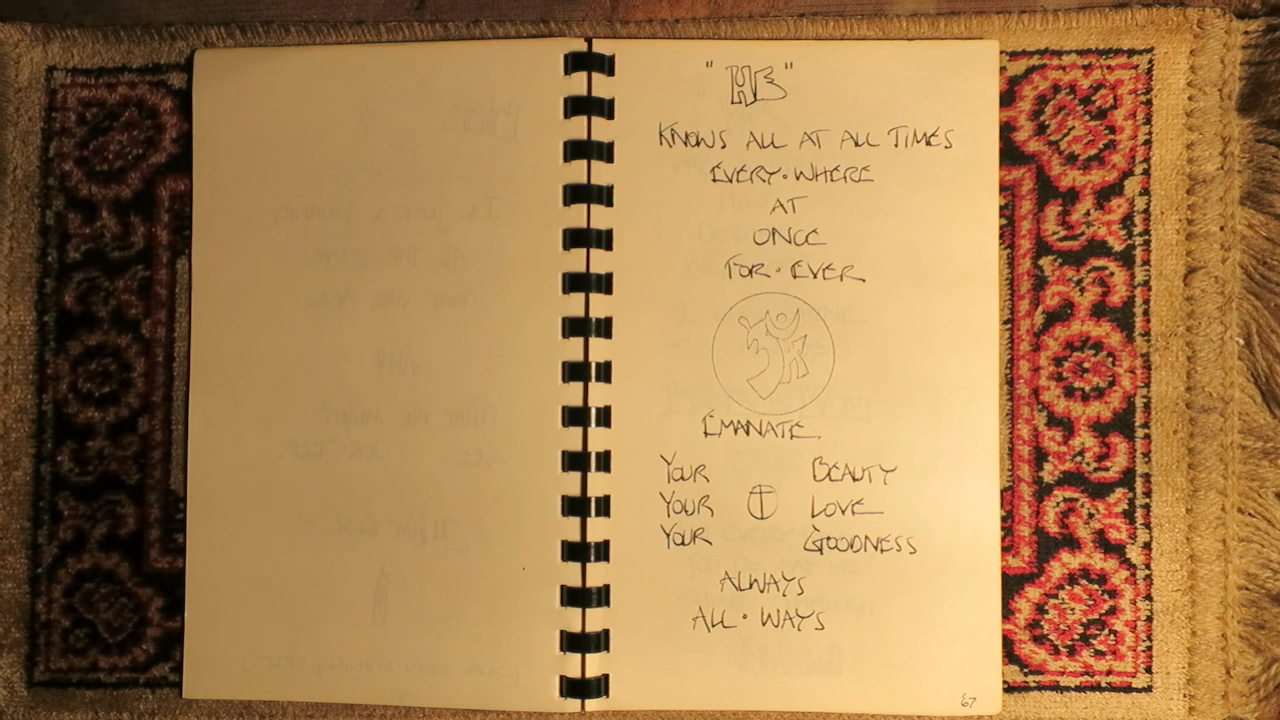 "HE"
KNOWS ALL AT ALL TIMES
EVERY·WHERE
AT
ONCE
FOR·EVER
EMANATE
YOUR BEAUTY
YOUR LOVE
YOUR GOODNESS
ALWAYS
ALL·WAYS
67